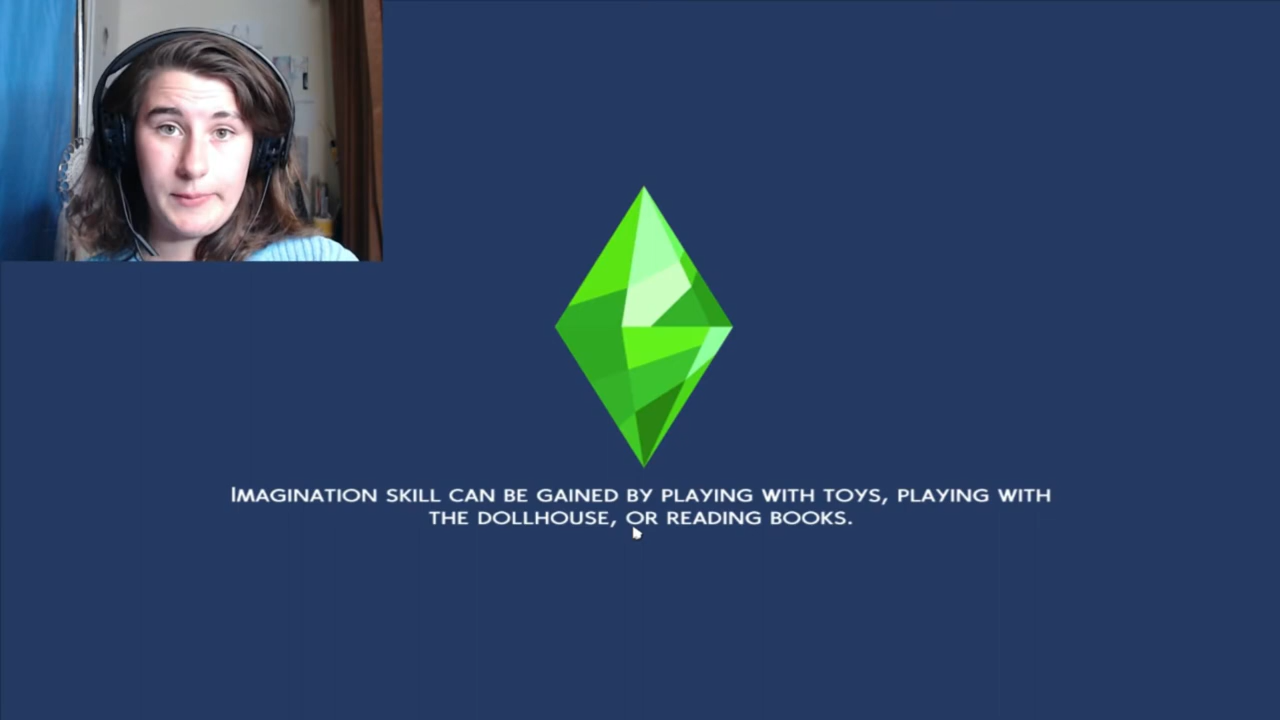 Imagination skill can be gained by playing with toys, playing with
the dollhouse, or reading books.